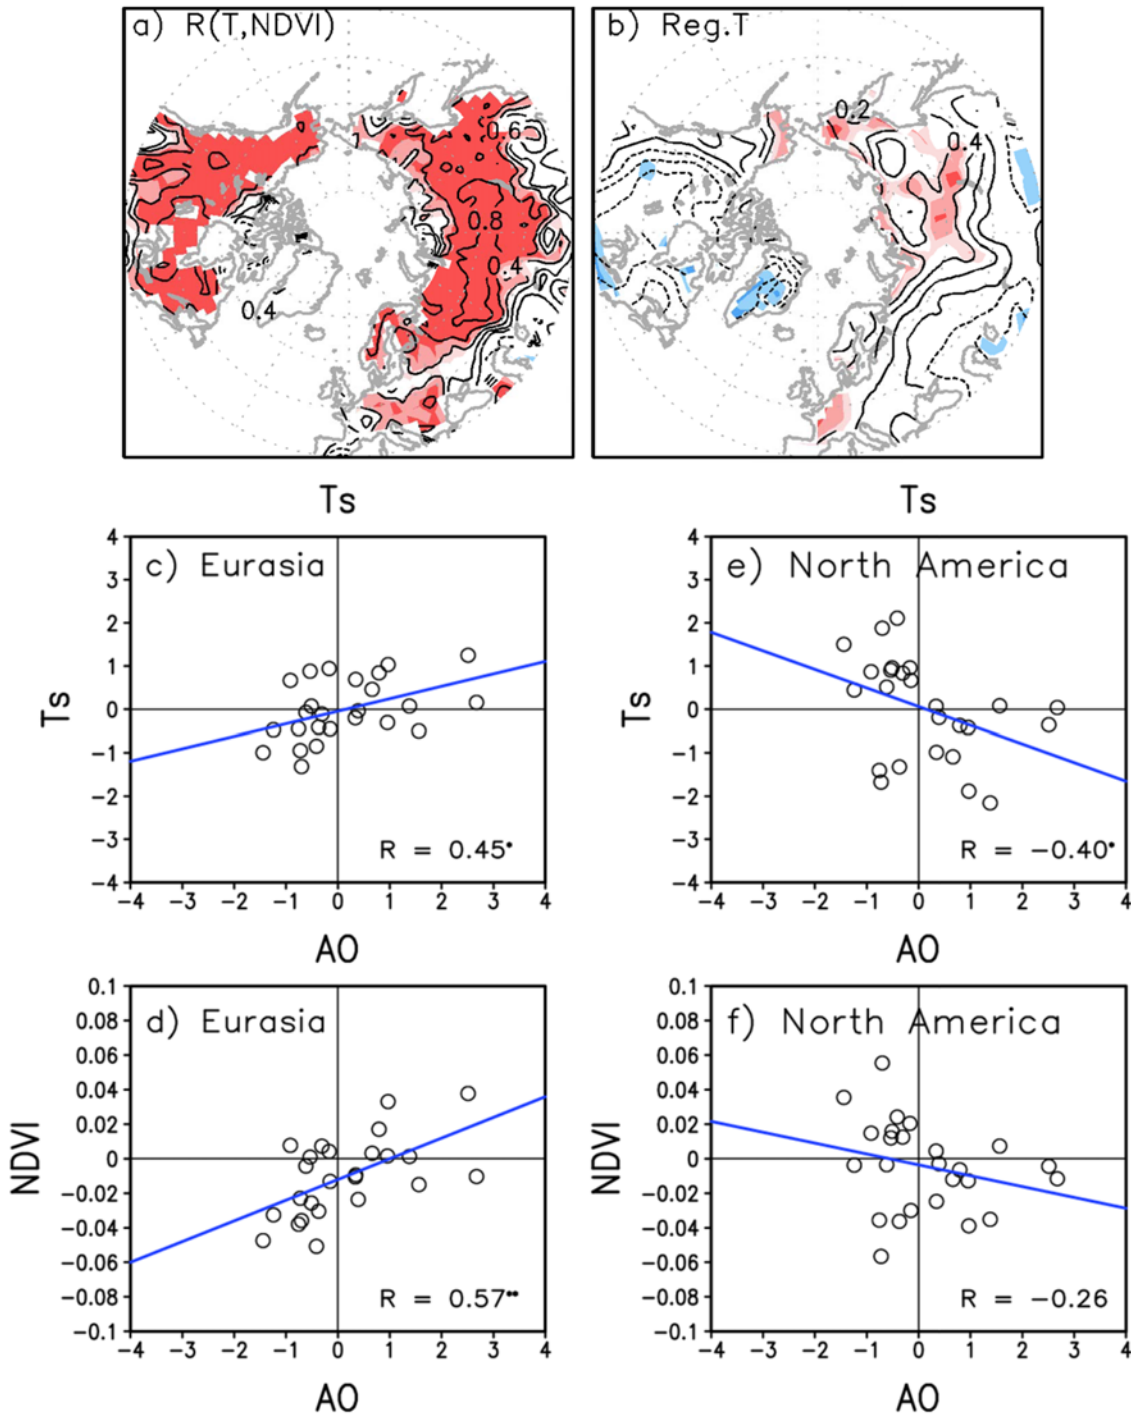 a) R(T,NDVI)
b) Reg.T
0.6
0.8
0.4
0.4
0.2
0.4
Ts
Ts
c) Eurasia
e) North America
4
3
2
1
0
−1
−2
−3
−4
Ts
R = 0.45*
−4 −3 −2 −1 0 1 2 3 4
AO
4
3
2
1
0
−1
−2
−3
−4
Ts
R = −0.40*
−4 −3 −2 −1 0 1 2 3 4
AO
d) Eurasia
f) North America
0.1
0.08
0.06
0.04
0.02
0
−0.02
−0.04
−0.06
−0.08
−0.1
NDVI
R = 0.57**
−4 −3 −2 −1 0 1 2 3 4
AO
0.1
0.08
0.06
0.04
0.02
0
−0.02
−0.04
−0.06
−0.08
−0.1
NDVI
R = −0.26
−4 −3 −2 −1 0 1 2 3 4
AO